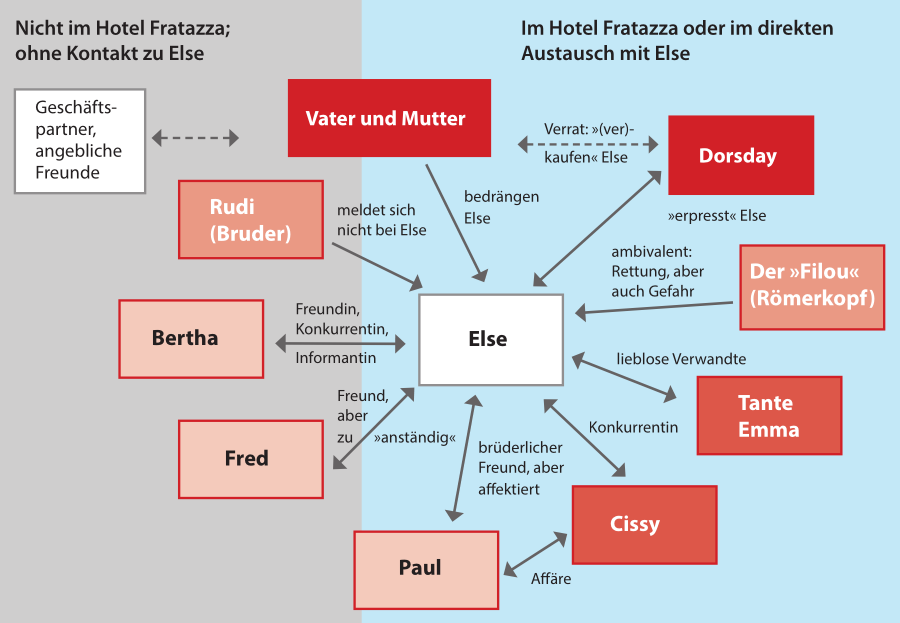 Nicht im Hotel Fratazza;
ohne Kontakt zu Else
Im Hotel Fratazza oder im direkten
Austausch mit Else
Geschäfts-
partner,
angebliche
Freunde
Vater und Mutter
Verrat: »(ver)-
kaufen« Else
Dorsday
Rudi
(Bruder)
meldet sich
nicht bei Else
bedrängen
Else
»erpresst« Else
ambivalent:
Rettung, aber
auch Gefahr
Der »Filou«
(Römerkopf)
Bertha
Freundin,
Konkurrentin,
Informantin
Else
lieblose Verwandte
Tante
Emma
Freund,
aber
zu »anständig«
Fred
brüderlicher
Freund, aber
affektiert
Konkurrentin
Cissy
Paul
Affäre